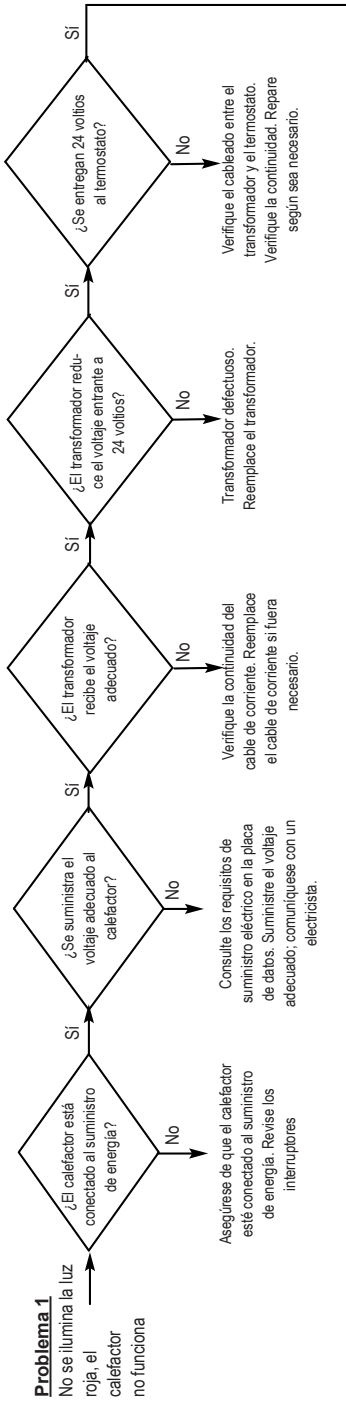 Problema 1
No se ilumina la luz
roja, el
calefactor
no funciona
¿El calefactor está
conectado al suministro
de energía?
Sí
No
Asegúrese de que el calefactor
esté conectado al suministro
de energía. Revise los
interruptores
¿Se suministra el
voltaje adecuado al
calefactor?
Sí
No
Consulte los requisitos de
suministro eléctrico en la placa
de datos. Suministre el voltaje
adecuado; comuníquese con un
electricista.
¿El transformador
recibe el voltaje
adecuado?
Sí
No
Verifique la continuidad del
cable de corriente. Reemplace
el cable de corriente si fuera
necesario.
¿El transformador redu-
ce el voltaje entrante a
24 voltios?
Sí
No
Transformador defectuoso.
Reemplace el transformador.
¿Se entregan 24 voltios
al termostato?
Sí
No
Verifique el cableado entre el
transformador y el termostato.
Verifique la continuidad. Repare
según sea necesario.